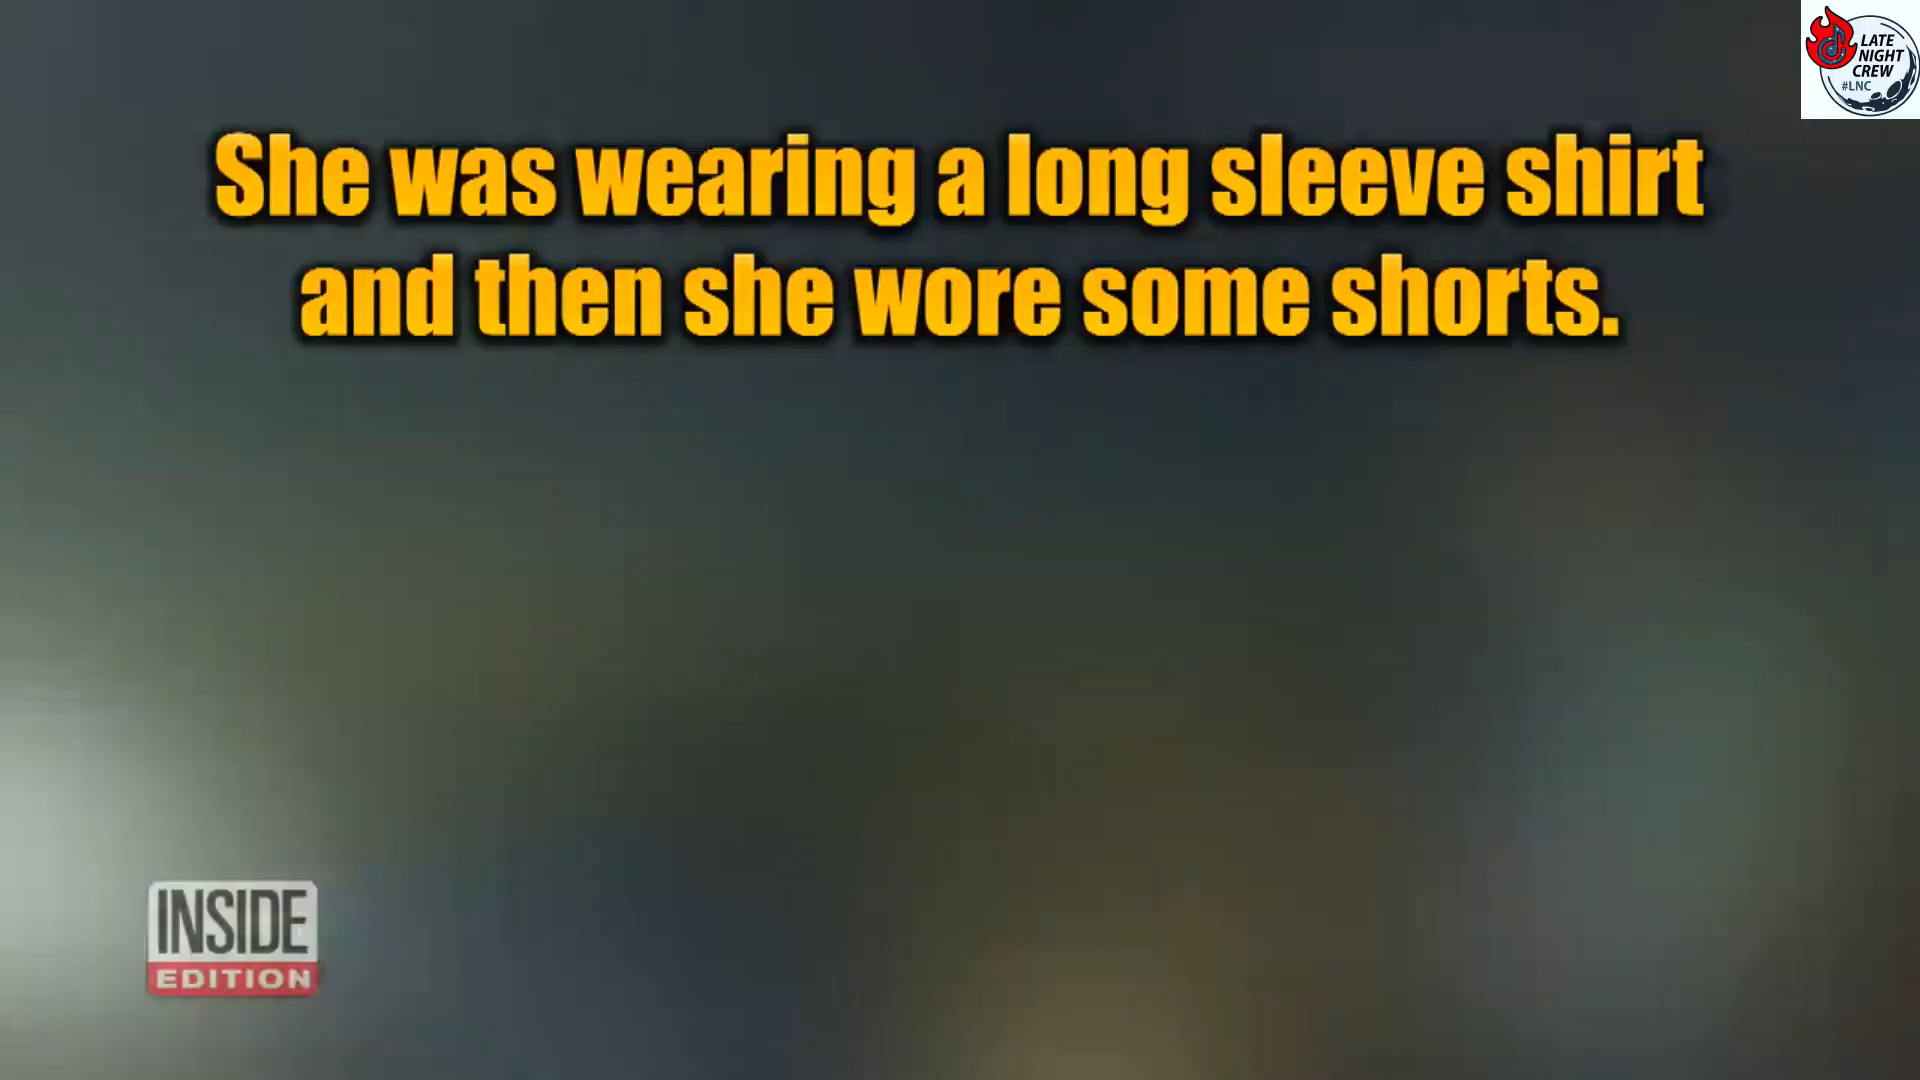 LATE
NIGHT
CREW
#LNC
She was wearing a long sleeve shirt
and then she wore some shorts.
INSIDE
EDITION